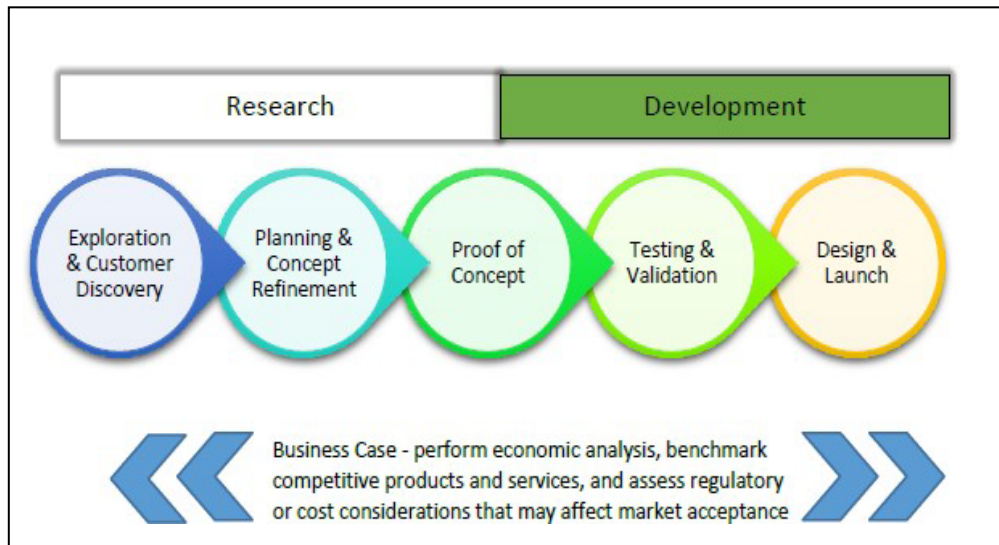 Research
Development
Exploration
& Customer
Discovery
Planning &
Concept
Refinement
Proof of
Concept
Testing &
Validation
Design &
Launch
Business Case - perform economic analysis, benchmark
competitive products and services, and assess regulatory
or cost considerations that may affect market acceptance